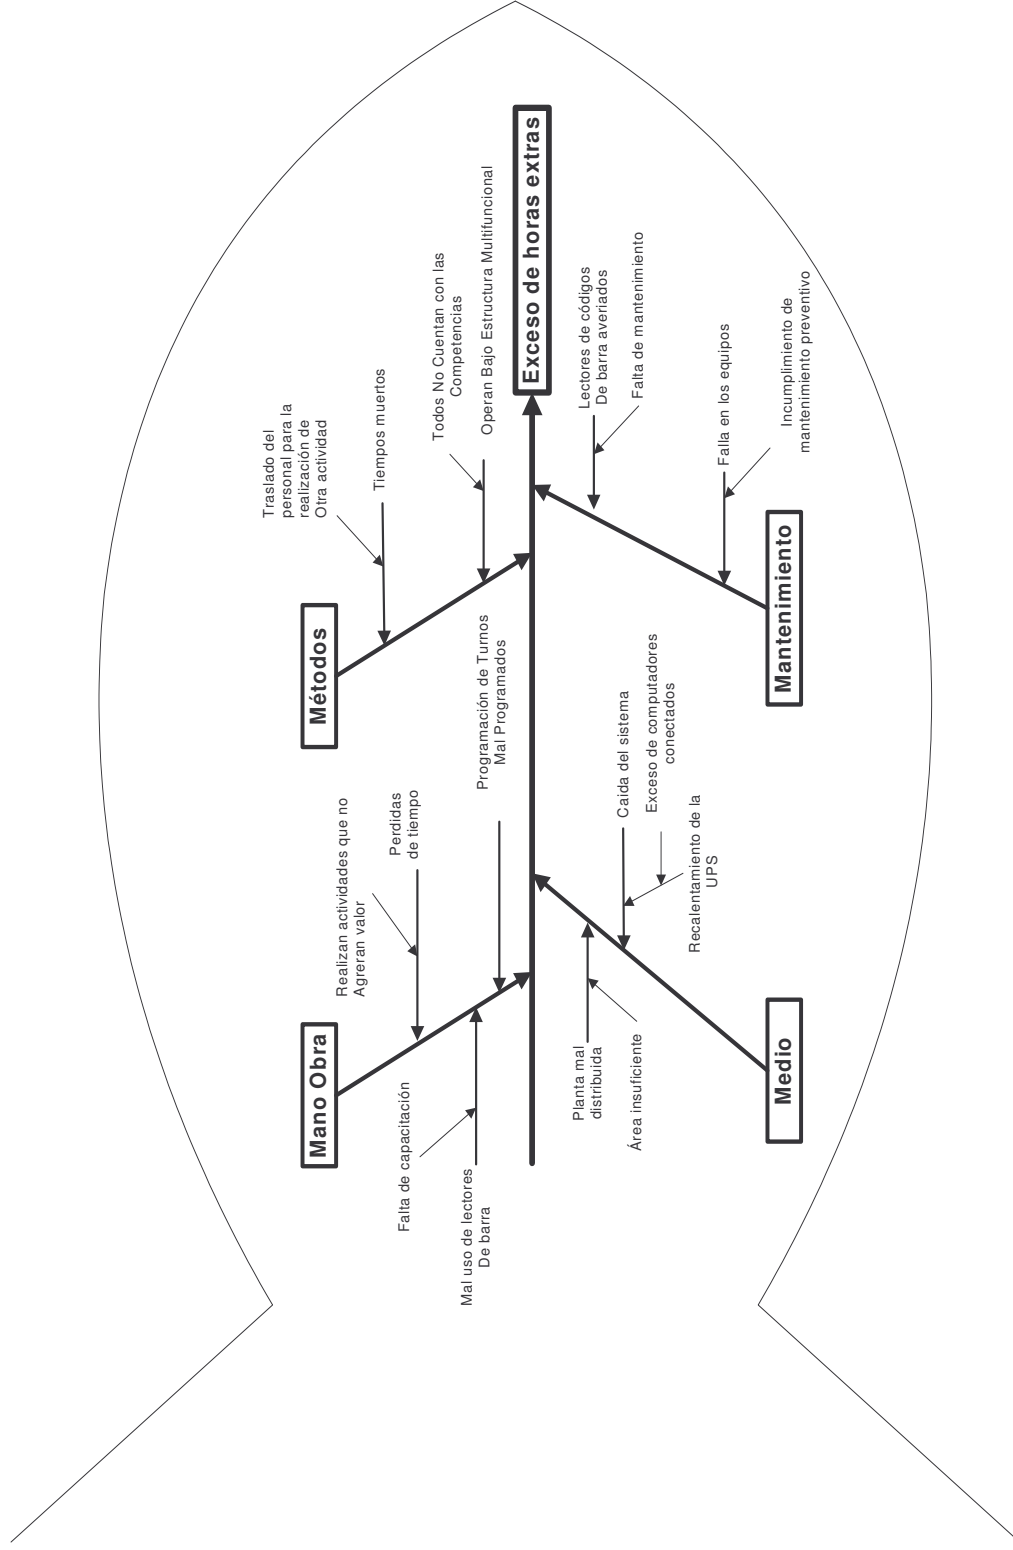 Mano Obra
Realizan actividades que no
Agreran valor
Perdidas
de tiempo
Falta de capacitación
Mal uso de lectores
De barra
Programación de Turnos
Mal Programados
Métodos
Traslado del
personal para la
realización de
Otra actividad
Tiempos muertos
Todos No Cuentan con las
Competencias
Operan Bajo Estructura Multifuncional
Exceso de horas extras
Medio
Planta mal
distribuida
Área insuficiente
Caida del sistema
Exceso de computadores
conectados
Recalentamiento de la
UPS
Mantenimiento
Lectores de códigos
De barra averiados
Falta de mantenimiento
Falla en los equipos
Incumplimiento de
mantenimiento preventivo